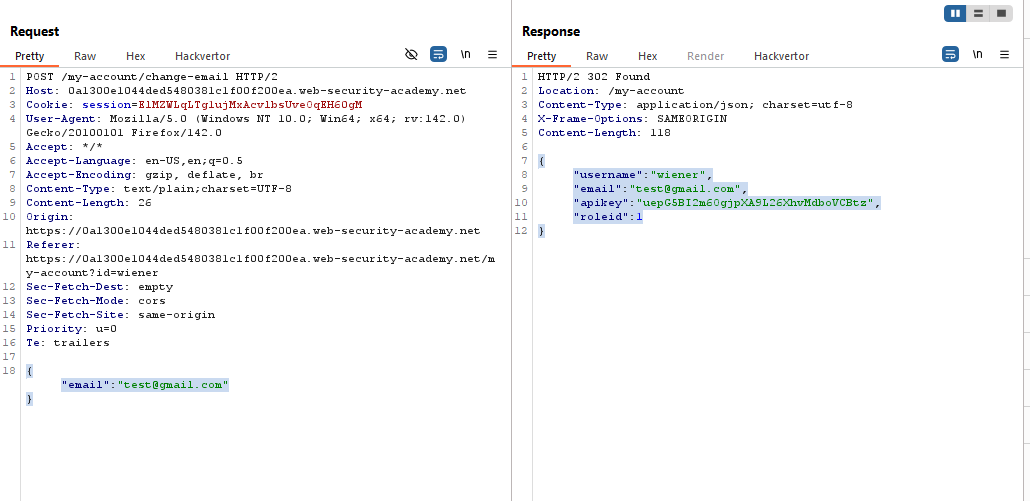 Request
Pretty Raw Hex Hackvertor \n
1 POST /my-account/change-email HTTP/2
2 Host: 0a1300e1044ded5480381c1f00f200ea.web-security-academy.net
3 Cookie: session=E1MZWLqLTg1ujMxAcvlbsUve0qEH60gM
4 User-Agent: Mozilla/5.0 (Windows NT 10.0; Win64; x64; rv:142.0)
Gecko/20100101 Firefox/142.0
5 Accept: */*
6 Accept-Language: en-US,en;q=0.5
7 Accept-Encoding: gzip, deflate, br
8 Content-Type: text/plain;charset=UTF-8
9 Content-Length: 26
10 Origin:
https://0a1300e1044ded5480381c1f00f200ea.web-security-academy.net
11 Referer:
https://0a1300e1044ded5480381c1f00f200ea.web-security-academy.net/m
y-account?id=wiener
12 Sec-Fetch-Dest: empty
13 Sec-Fetch-Mode: cors
14 Sec-Fetch-Site: same-origin
15 Priority: u=0
16 Te: trailers
17
18 {
"email":"test@gmail.com"
}
Response
Pretty Raw Hex Render Hackvertor \n
1 HTTP/2 302 Found
2 Location: /my-account
3 Content-Type: application/json; charset=utf-8
4 X-Frame-Options: SAMEORIGIN
5 Content-Length: 118
6
7 {
8 "username":"wiener",
9 "email":"test@gmail.com",
10 "apikey":"uepG5BI2m60gjpXA9L26XhvMdboVCBtz",
11 "roleid":1
12 }